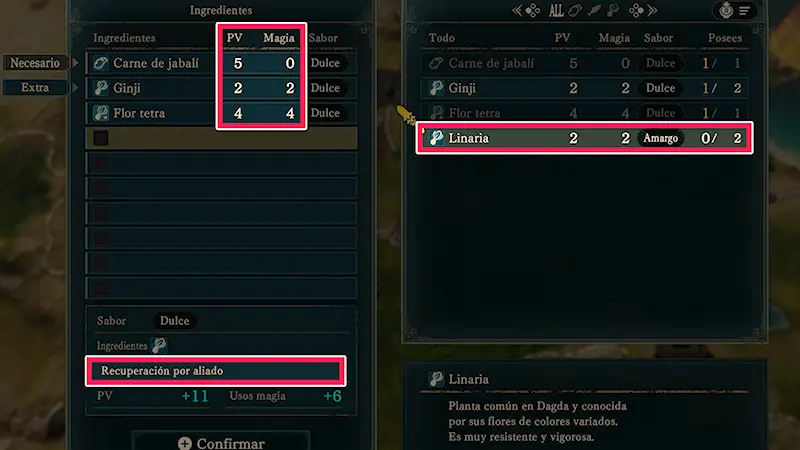 Ingredientes
Ingredientes PV Magia Sabor
Necesario
Carne de jabalí 5 0 Dulce
Extra
Ginji 2 2 Dulce
Flor tetra 4 4 Dulce
Sabor Dulce
Ingredientes
Recuperación por aliado
PV +11 Usos magia +6
Confirmar
ALL
Todo PV Magia Sabor Posees
Carne de jabalí 5 0 Dulce 1/ 1
Ginji 2 2 Dulce 1/ 2
Flor tetra 4 4 Dulce 1/ 1
Linaria 2 2 Amargo 0/ 2
Linaria
Planta común en Dagda y conocida
por sus flores de colores variados.
Es muy resistente y vigorosa.